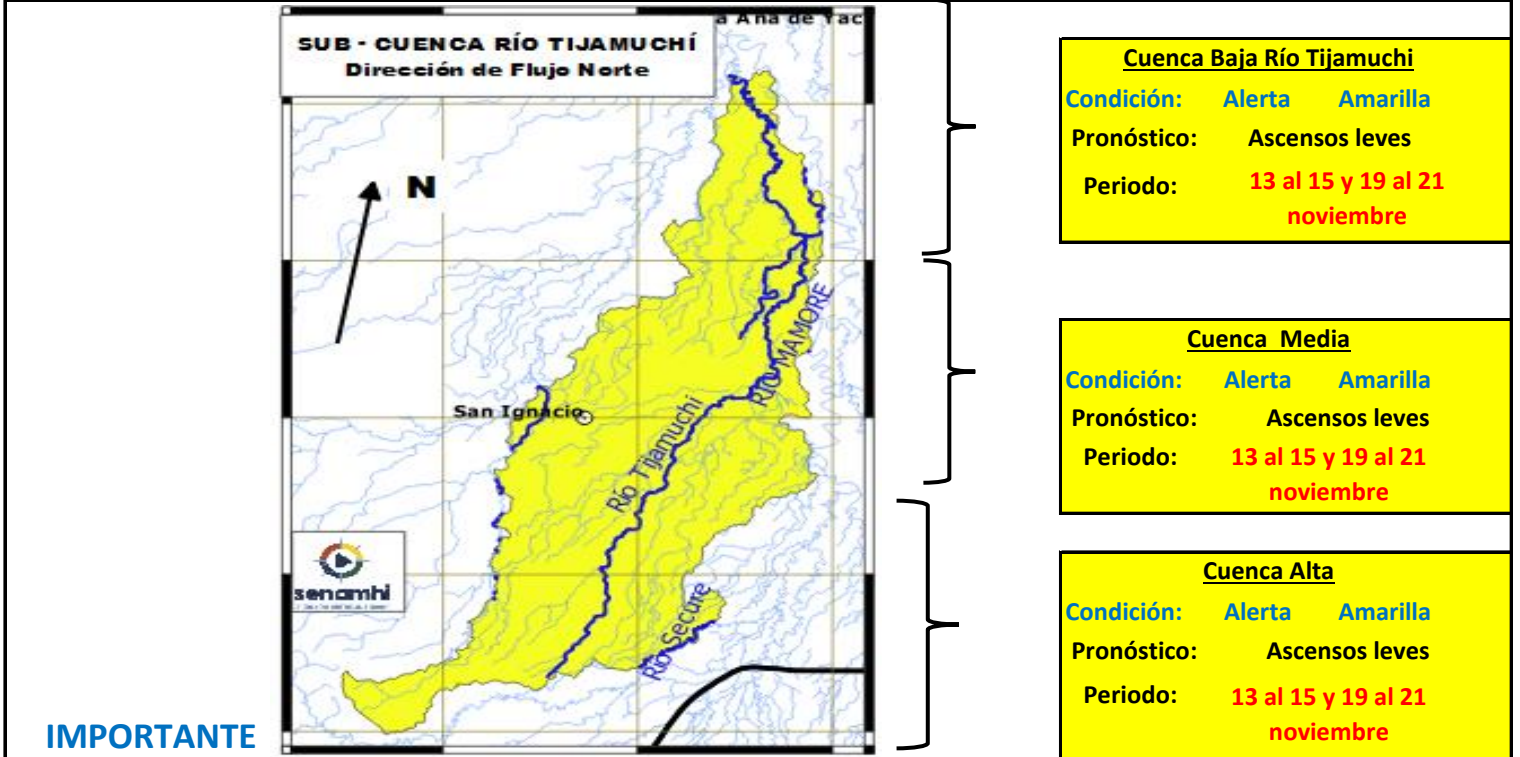 a Ana de Yac
SUB - CUENCA RÍO TIJAMUCHÍ
Dirección de Flujo Norte
N
San Ignacio
Río Tijamuchi
RIO MAMORE
Río Secure
senamhi
IMPORTANTE
Cuenca Baja Río Tijamuchi
Condición: Alerta Amarilla
Pronóstico: Ascensos leves
Periodo: 13 al 15 y 19 al 21
noviembre
Cuenca Media
Condición: Alerta Amarilla
Pronóstico: Ascensos leves
Periodo: 13 al 15 y 19 al 21
noviembre
Cuenca Alta
Condición: Alerta Amarilla
Pronóstico: Ascensos leves
Periodo: 13 al 15 y 19 al 21
noviembre